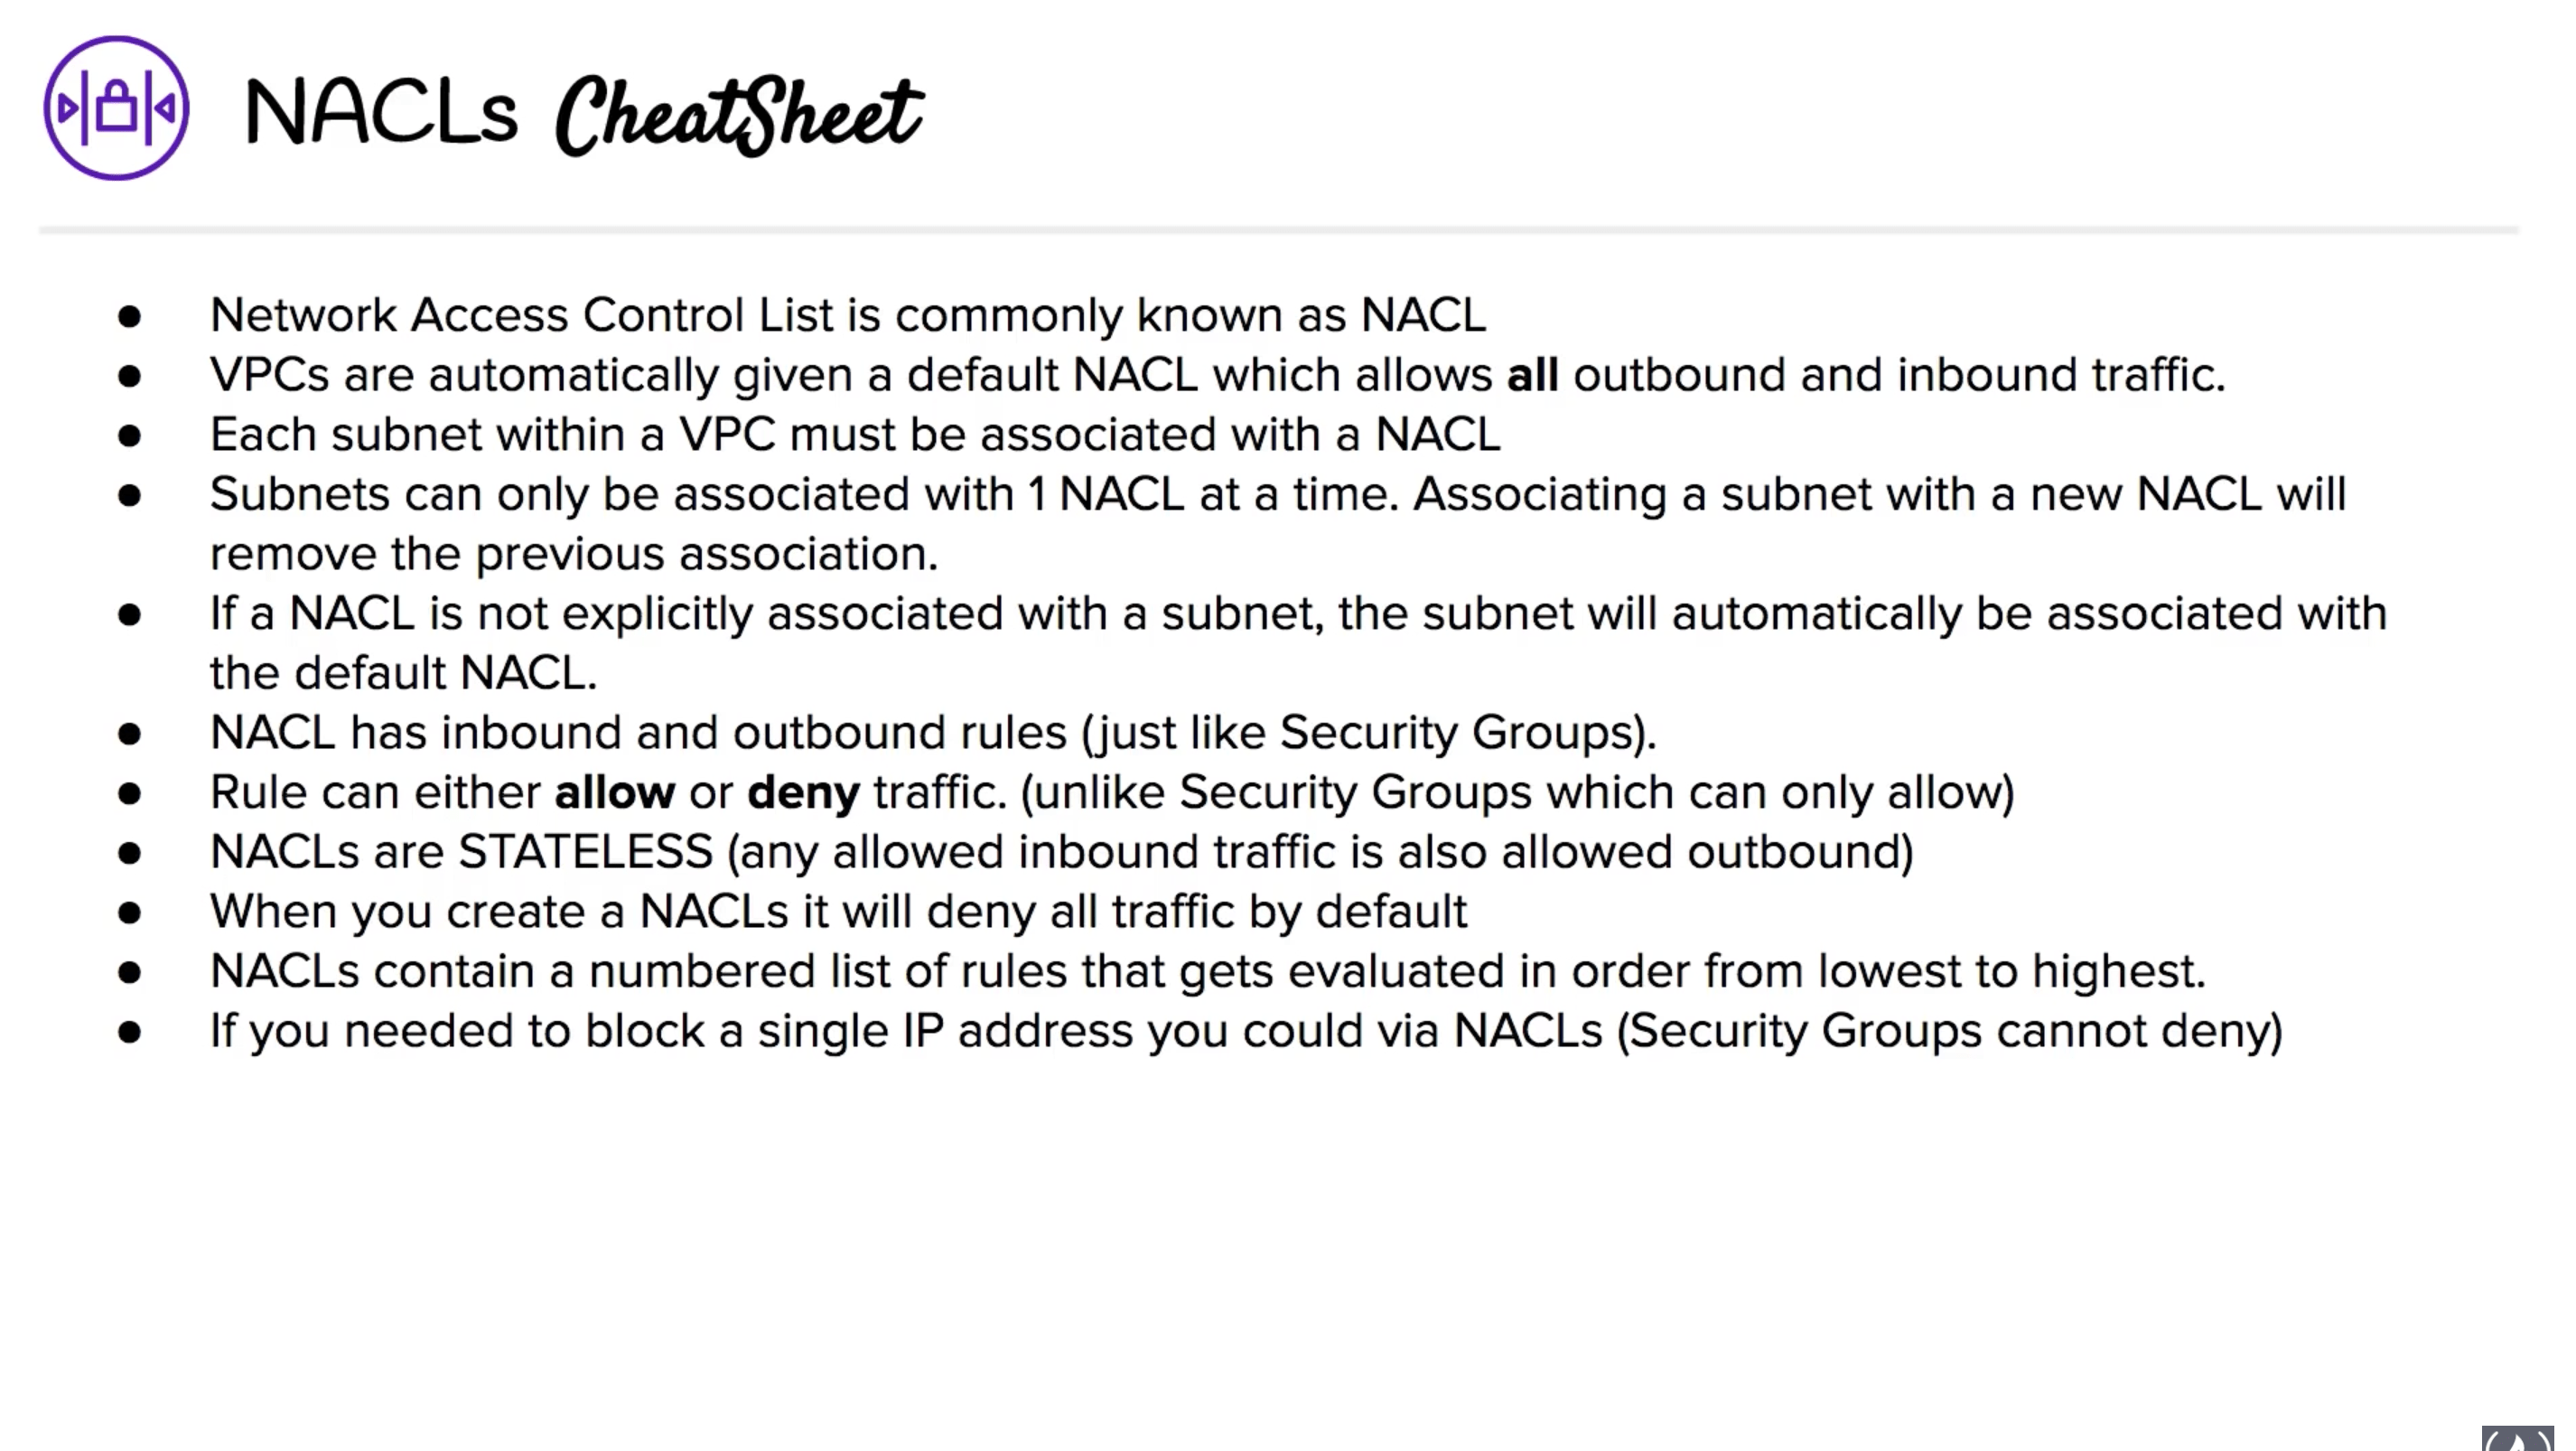 NACLs CheatSheet
● Network Access Control List is commonly known as NACL
● VPCs are automatically given a default NACL which allows all outbound and inbound traffic.
● Each subnet within a VPC must be associated with a NACL
● Subnets can only be associated with 1 NACL at a time. Associating a subnet with a new NACL will
remove the previous association.
● If a NACL is not explicitly associated with a subnet, the subnet will automatically be associated with
the default NACL.
● NACL has inbound and outbound rules (just like Security Groups).
● Rule can either allow or deny traffic. (unlike Security Groups which can only allow)
● NACLs are STATELESS (any allowed inbound traffic is also allowed outbound)
● When you create a NACLs it will deny all traffic by default
● NACLs contain a numbered list of rules that gets evaluated in order from lowest to highest.
● If you needed to block a single IP address you could via NACLs (Security Groups cannot deny)